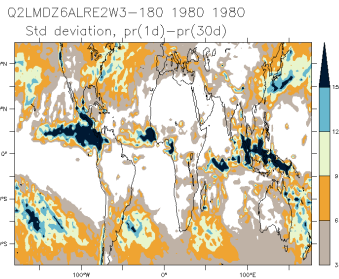 Q2LMDZ6ALRE2W3-180 1980 1980
Std deviation, pr(1d)-pr(30d)
°N
°N
0°
°S
°S
100°W 0° 100°E
15
12
9
6
3